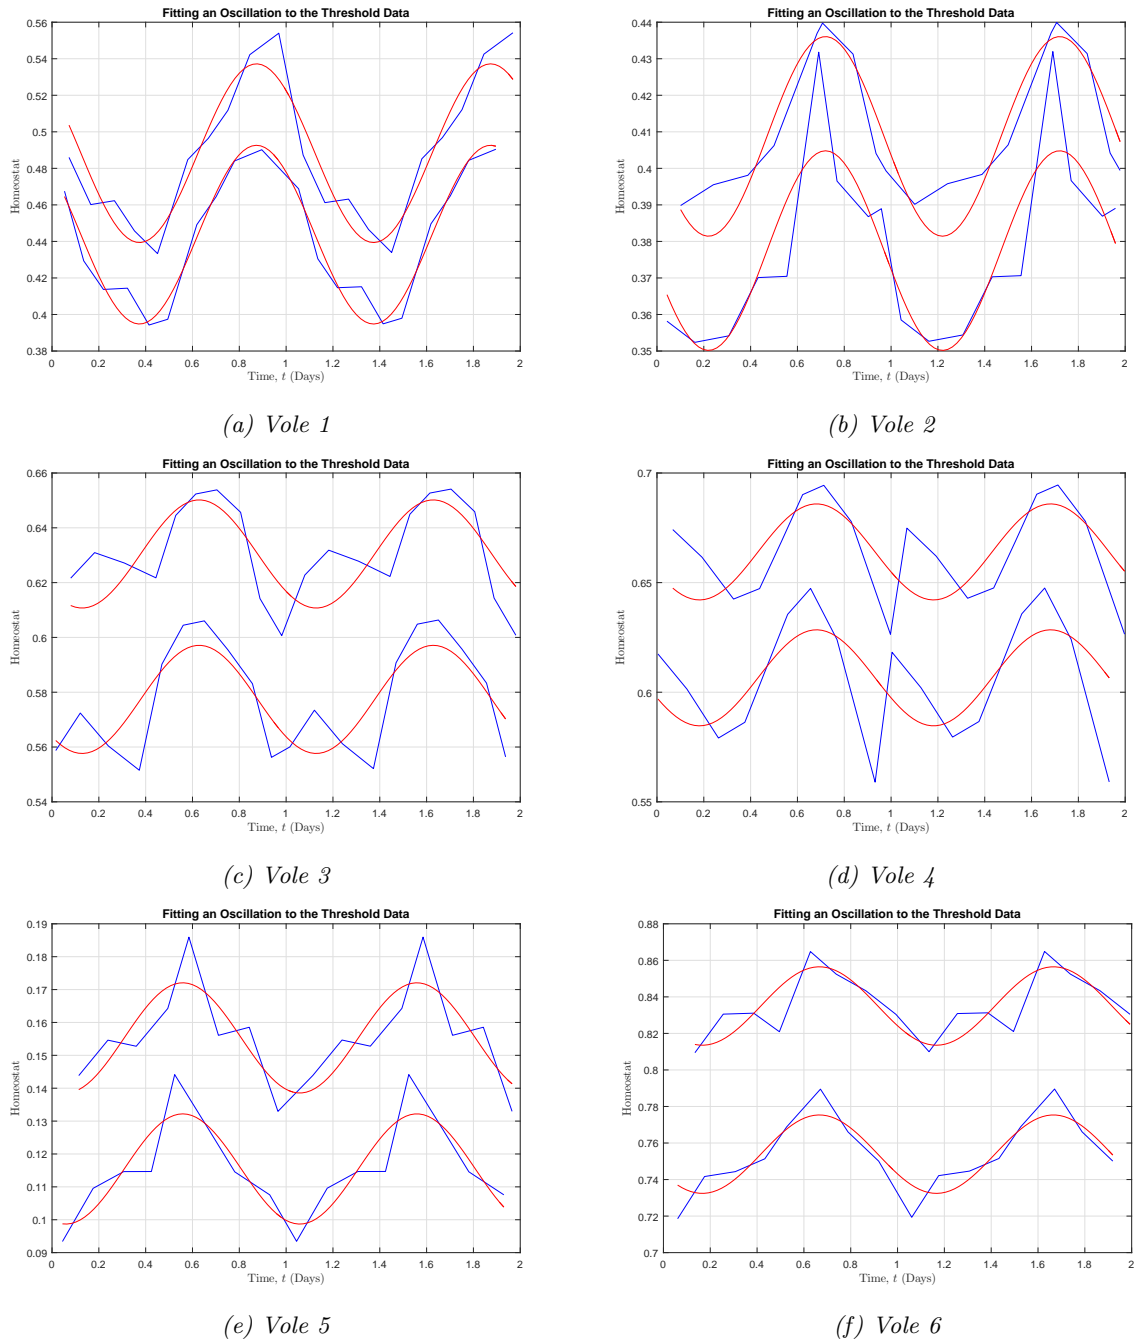 Fitting an Oscillation to the Threshold Data
Fitting an Oscillation to the Threshold Data
0.56
0.54
0.52
0.5
0.48
0.46
0.44
0.42
0.4
0.38
Homeostat
0 0.2 0.4 0.6 0.8 1 1.2 1.4 1.6 1.8 2
Time, t (Days)
0.44
0.43
0.42
0.41
0.4
0.39
0.38
0.37
0.36
0.35
Homeostat
0 0.2 0.4 0.6 0.8 1 1.2 1.4 1.6 1.8 2
Time, t (Days)
(a) Vole 1
(b) Vole 2
Fitting an Oscillation to the Threshold Data
Fitting an Oscillation to the Threshold Data
0.66
0.64
0.62
0.6
0.58
0.56
0.54
Homeostat
0 0.2 0.4 0.6 0.8 1 1.2 1.4 1.6 1.8 2
Time, t (Days)
0.7
0.65
0.6
0.55
Homeostat
0 0.2 0.4 0.6 0.8 1 1.2 1.4 1.6 1.8 2
Time, t (Days)
(c) Vole 3
(d) Vole 4
Fitting an Oscillation to the Threshold Data
Fitting an Oscillation to the Threshold Data
0.19
0.18
0.17
0.16
0.15
0.14
0.13
0.12
0.11
0.1
0.09
Homeostat
0 0.2 0.4 0.6 0.8 1 1.2 1.4 1.6 1.8 2
Time, t (Days)
0.88
0.86
0.84
0.82
0.8
0.78
0.76
0.74
0.72
0.7
Homeostat
0 0.2 0.4 0.6 0.8 1 1.2 1.4 1.6 1.8 2
Time, t (Days)
(e) Vole 5
(f) Vole 6